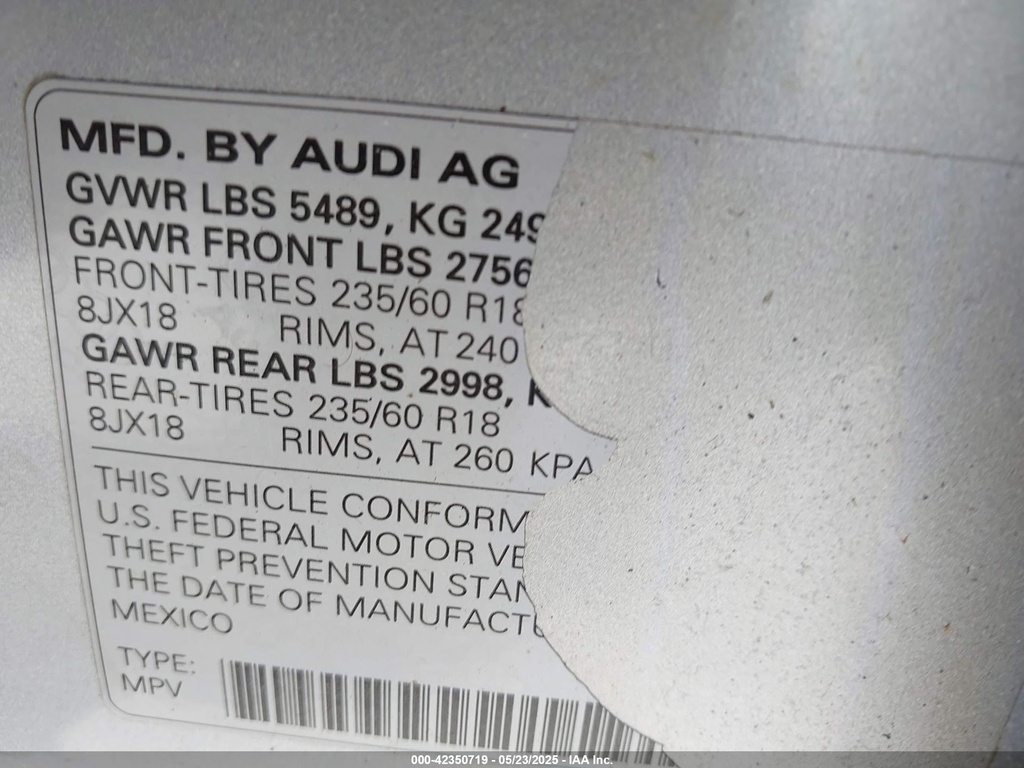 MFD. BY AUDI AG
GVWR LBS 5489, KG
GAWR FRONT LBS 2756
FRONT-TIRES 235/60 R18
8JX18 RIMS, AT 240
GAWR REAR LBS 2998,
REAR-TIRES 235/60 R18
8JX18 RIMS, AT 260 KPA
THIS VEHICLE CONFORM
U.S. FEDERAL MOTOR VE
THEFT PREVENTION STAN
THE DATE OF MANUFACTU
MEXICO
TYPE:
MPV
000-42350719 - 05/23/2025 - IAA Inc.